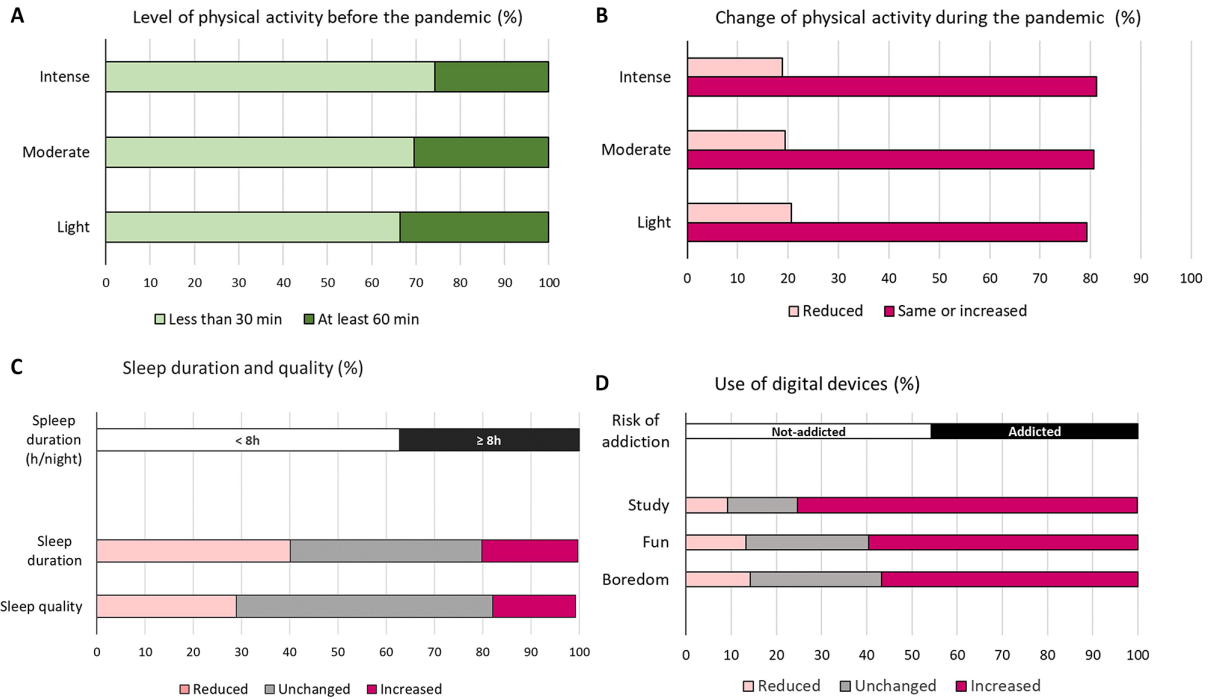 A
Level of physical activity before the pandemic (%)
Intense
Moderate
Light
0 10 20 30 40 50 60 70 80 90 100
Less than 30 min At least 60 min
B
Change of physical activity during the pandemic (%)
Intense
Moderate
Light
0 10 20 30 40 50 60 70 80 90 100
Reduced Same or increased
C
Sleep duration and quality (%)
Spleep
duration
(h/night)
< 8h ≥ 8h
Sleep
duration
Sleep quality
0 10 20 30 40 50 60 70 80 90 100
Reduced Unchanged Increased
D
Use of digital devices (%)
Risk of
addiction
Not-addicted Addicted
Study
Fun
Boredom
0 10 20 30 40 50 60 70 80 90 100
Reduced Unchanged Increased